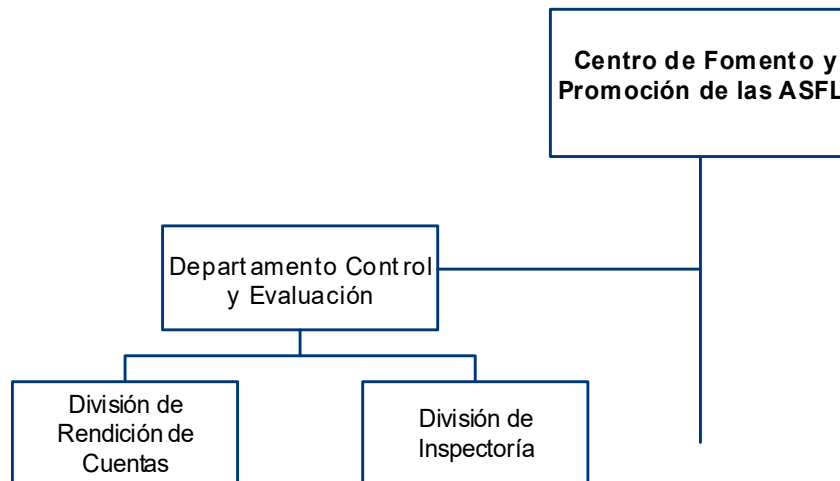 Centro de Fomento y
Promoción de las ASFL
Departamento Control
y Evaluación
División de
Rendición de
Cuentas
División de
Inspectoría